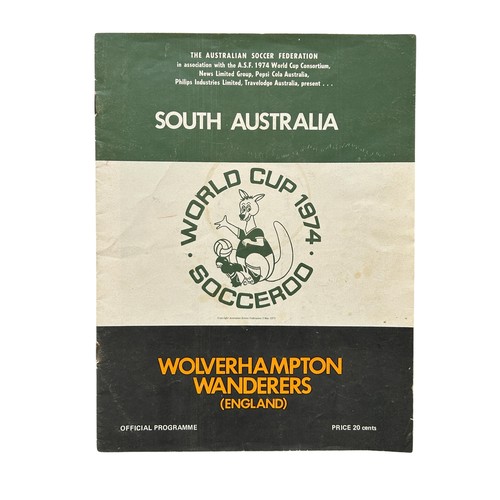 THE AUSTRALIAN SOCCER FEDERATION
in association with the A.S.F. 1974 World Cup Consortium,
News Limited Group, Pepsi Cola Australia,
Philips Industries Limited, Travelodge Australia, present . . .
SOUTH AUSTRALIA
· WORLD CUP 1974 ·
SOCCEROO
WOLVERHAMPTON
WANDERERS
(ENGLAND)
OFFICIAL PROGRAMME
PRICE 20 cents